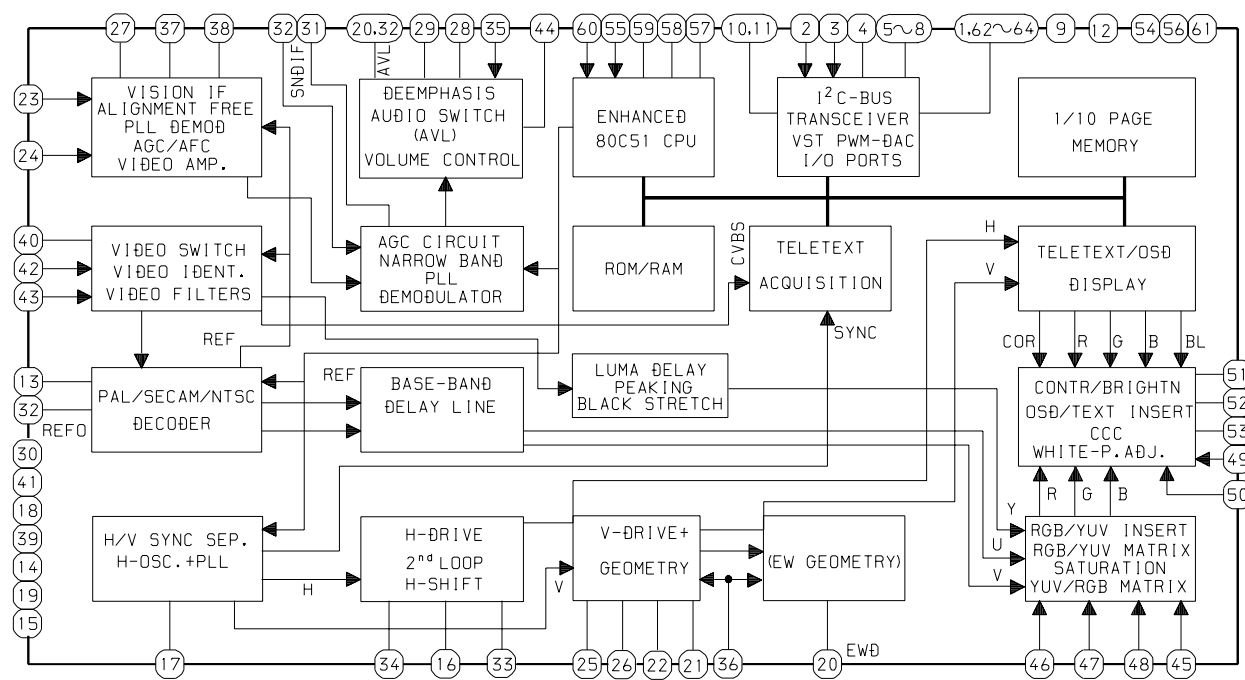 27 37 38 32 31 20.32 29 28 35 44 60 55 59 58 57 10.11 2 3 4 5~8 1.62~64 9 12 54 56 61
SNDIF
AVL
23
24
VISION IF
ALIGNMENT FREE
PLL DEMOD
AGC/AFC
VIDEO AMP.
DEEMPHASIS
AUDIO SWITCH
(AVL)
VOLUME CONTROL
ENHANCED
80C51 CPU
I²C-BUS
TRANSCEIVER
VST PWM-DAC
I/O PORTS
1/10 PAGE
MEMORY
40
42
43
VIDEO SWITCH
VIDEO IDENT.
VIDEO FILTERS
AGC CIRCUIT
NARROW BAND
PLL
DEMODULATOR
ROM/RAM
CVBS
TELETEXT
ACQUISITION
H
V
TELETEXT/OSD
DISPLAY
SYNC
REF
COR R G B BL
13
32
REFO
PAL/SECAM/NTSC
DECODER
REF
BASE-BAND
DELAY LINE
LUMA DELAY
PEAKING
BLACK STRETCH
CONTR/BRIGHTN
OSD/TEXT INSERT
CCC
WHITE-P.ADJ.
51
52
53
49
50
R G B
30
41
18
39
14
19
15
H/V SYNC SEP.
H-OSC.+PLL
H
H-DRIVE
2nd LOOP
H-SHIFT
V
V-DRIVE+
GEOMETRY
(EW GEOMETRY)
Y
U
V
RGB/YUV INSERT
RGB/YUV MATRIX
SATURATION
YUV/RGB MATRIX
17 34 16 33 25 26 22 21 36 20 EWD 46 47 48 45